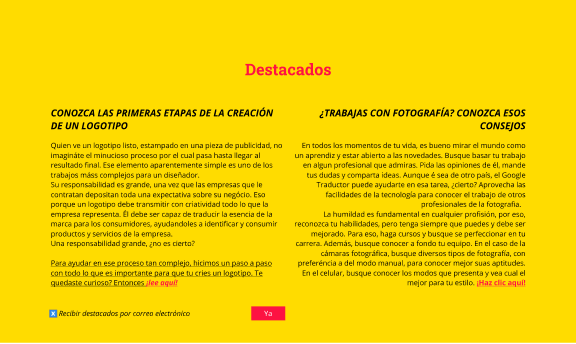 Destacados
CONOZCA LAS PRIMERAS ETAPAS DE LA CREACIÓN
DE UN LOGOTIPO
Quien ve un logotipo listo, estampado en una pieza de publicidad, no
imagináte el minucioso proceso por el cual pasa hasta llegar al
resultado final. Ese elemento aparentemente simple es uno de los
trabajos máss complejos para un diseñador.
Su responsabilidad es grande, una vez que las empresas que le
contratan depositan toda una expectativa sobre su negócio. Eso
porque un logotipo debe transmitir con criatividad todo lo que la
empresa representa. Él debe ser capaz de traducir la esencia de la
marca para los consumidores, ayudandoles a identificar y consumir
productos y servicios de la empresa.
Una responsabilidad grande, ¿no es cierto?
Para ayudar en ese proceso tan complejo, hicimos un paso a paso
con todo lo que es importante para que tu cries un logotipo. Te
quedaste curioso? Entonces ¡lee aquí!
¿TRABAJAS CON FOTOGRAFÍA? CONOZCA ESOS
CONSEJOS
En todos los momentos de tu vida, es bueno mirar el mundo como
un aprendiz y estar abierto a las novedades. Busque basar tu trabajo
en algun profesional que admiras. Pida las opiniones de él, mande
tus dudas y comparta ideas. Aunque é sea de otro país, el Google
Traductor puede ayudarte en esa tarea, ¿cierto? Aprovecha las
facilidades de la tecnología para conocer el trabajo de otros
profesionales de la fotografia.
La humildad es fundamental en cualquier profisión, por eso,
reconozca tu habilidades, pero tenga siempre que puedes y debe ser
mejorado. Para eso, haga cursos y busque se perfeccionar en tu
carrera. Además, busque conocer a fondo tu equipo. En el caso de la
cámaras fotográfica, busque diversos tipos de fotografía, con
preferência a del modo manual, para conocer mejor suas aptitudes.
En el celular, busque conocer los modos que presenta y vea cual el
mejor para tu estilo. ¡Haz clic aquí!
Recibir destacados por correo electrónico
Ya